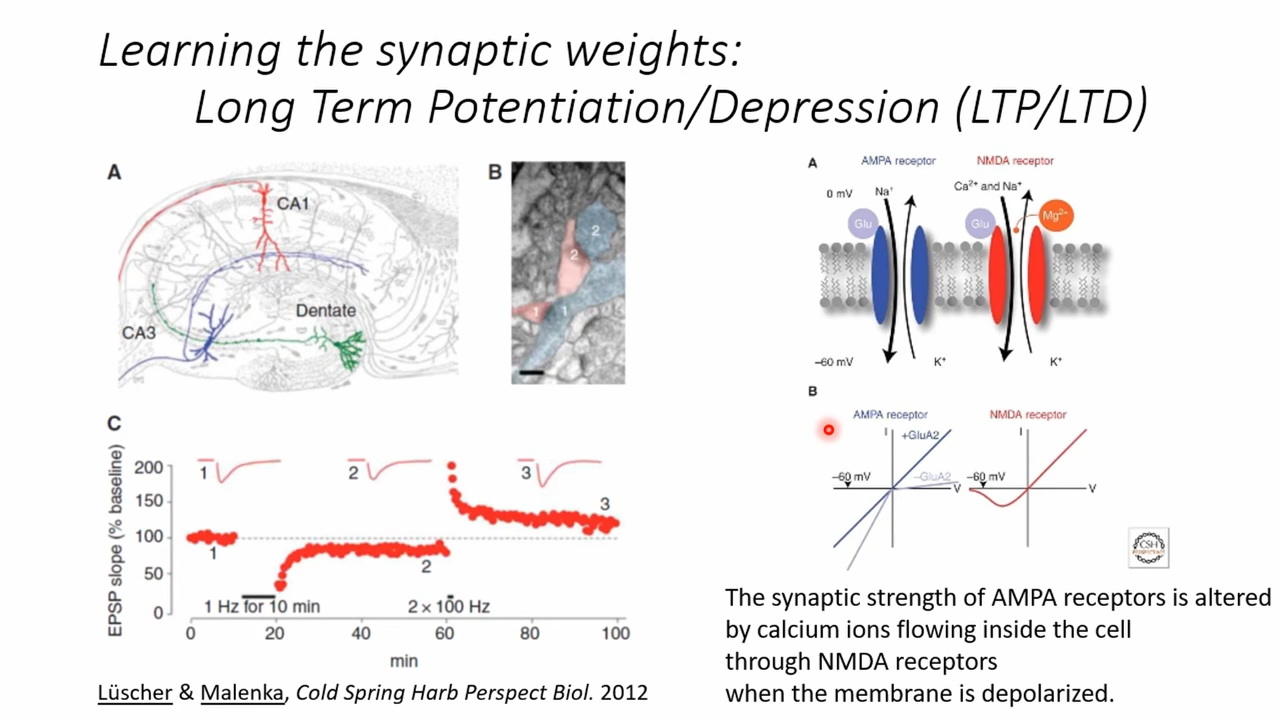 Learning the synaptic weights:
Long Term Potentiation/Depression (LTP/LTD)
A
CA1
CA3
Dentate
B
2
2
1
1
C
EPSP slope (% baseline)
200
150
100
50
0
1
2
3
1
2
3
1 Hz for 10 min
2 × 100 Hz
0 20 40 60 80 100
min
Lüscher & Malenka, Cold Spring Harb Perspect Biol. 2012
A
AMPA receptor
NMDA receptor
0 mV
Na⁺
Ca²⁺ and Na⁺
Glu
Glu
Mg²⁺
–60 mV
K⁺
K⁺
B
AMPA receptor
NMDA receptor
I
+GluA2
I
–60 mV
–GluA2
V
–60 mV
V
CSH
PERSPECTIVES
The synaptic strength of AMPA receptors is altered
by calcium ions flowing inside the cell
through NMDA receptors
when the membrane is depolarized.